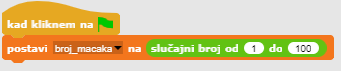 kad kliknem na
postavi broj_macaka na slučajni broj od 1 do 100